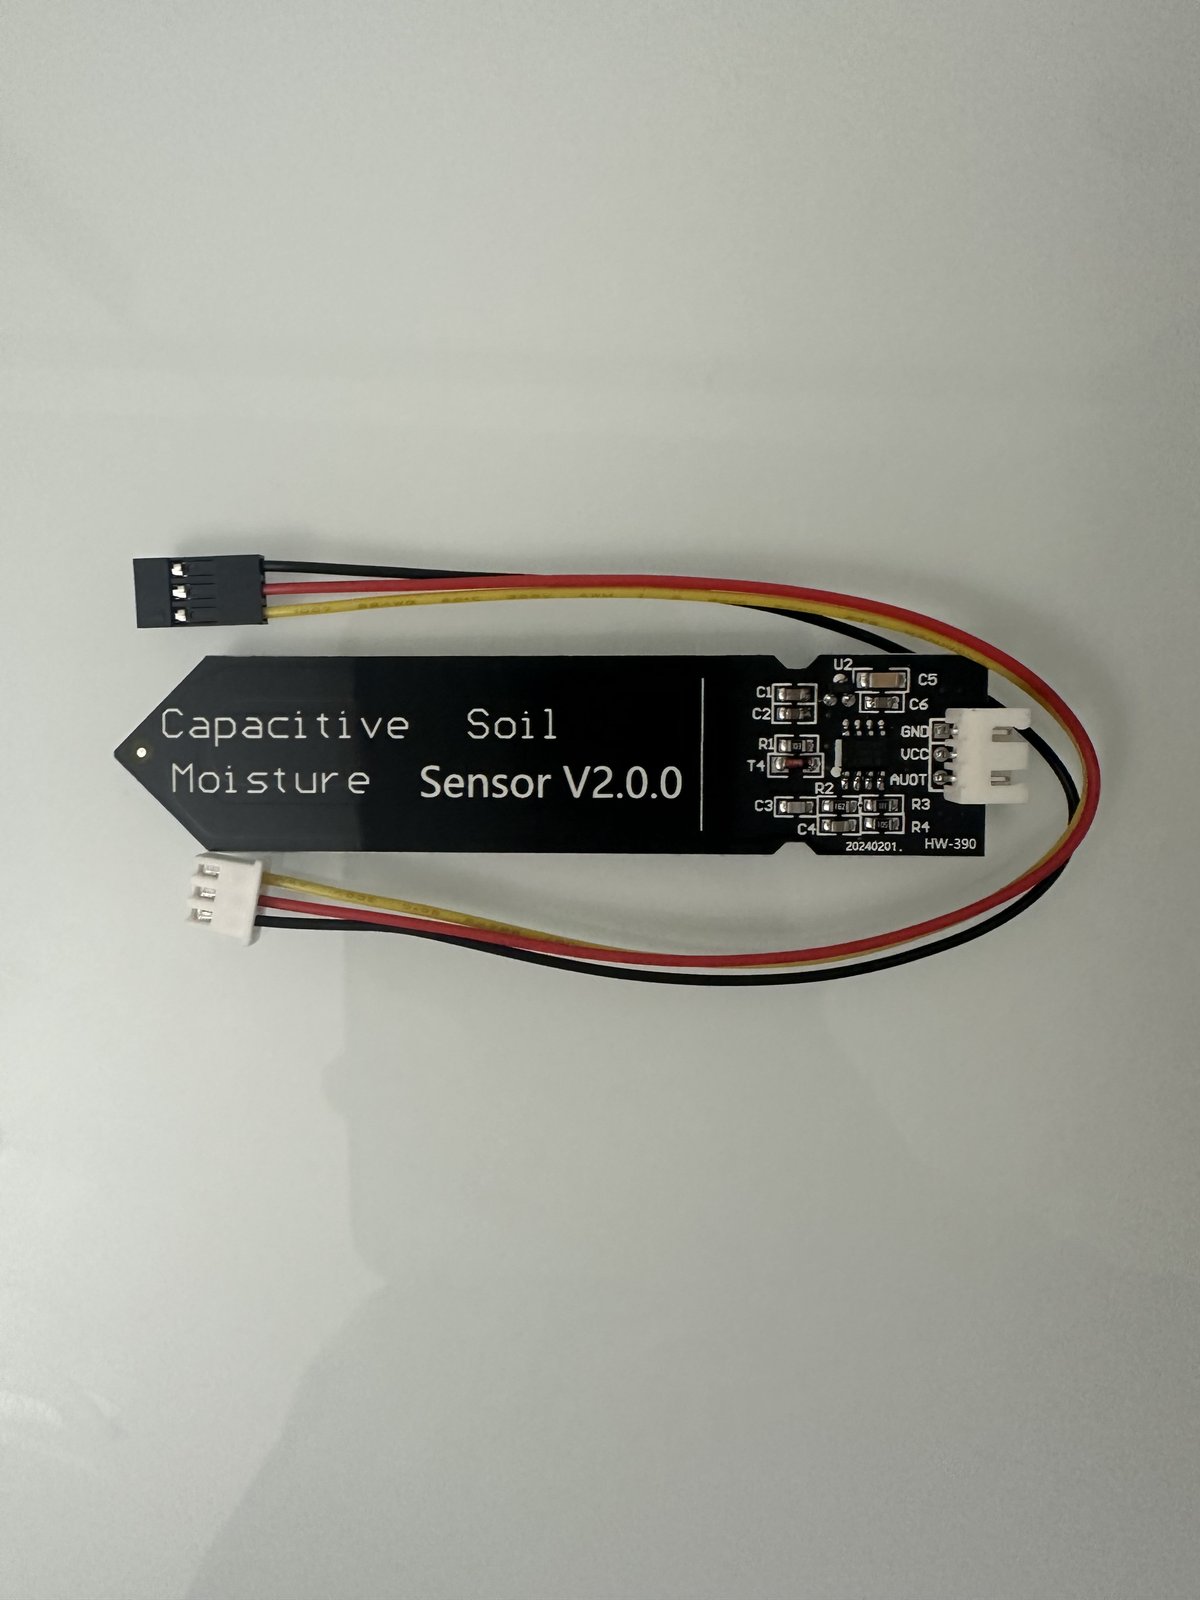 Capacitive Soil
Moisture Sensor V2.0.0
U2
C5
C1
C6
C2
GND
R1
VCC
T4
AUOT
R2
C3
R3
C4
R4
20240201.
HW-390